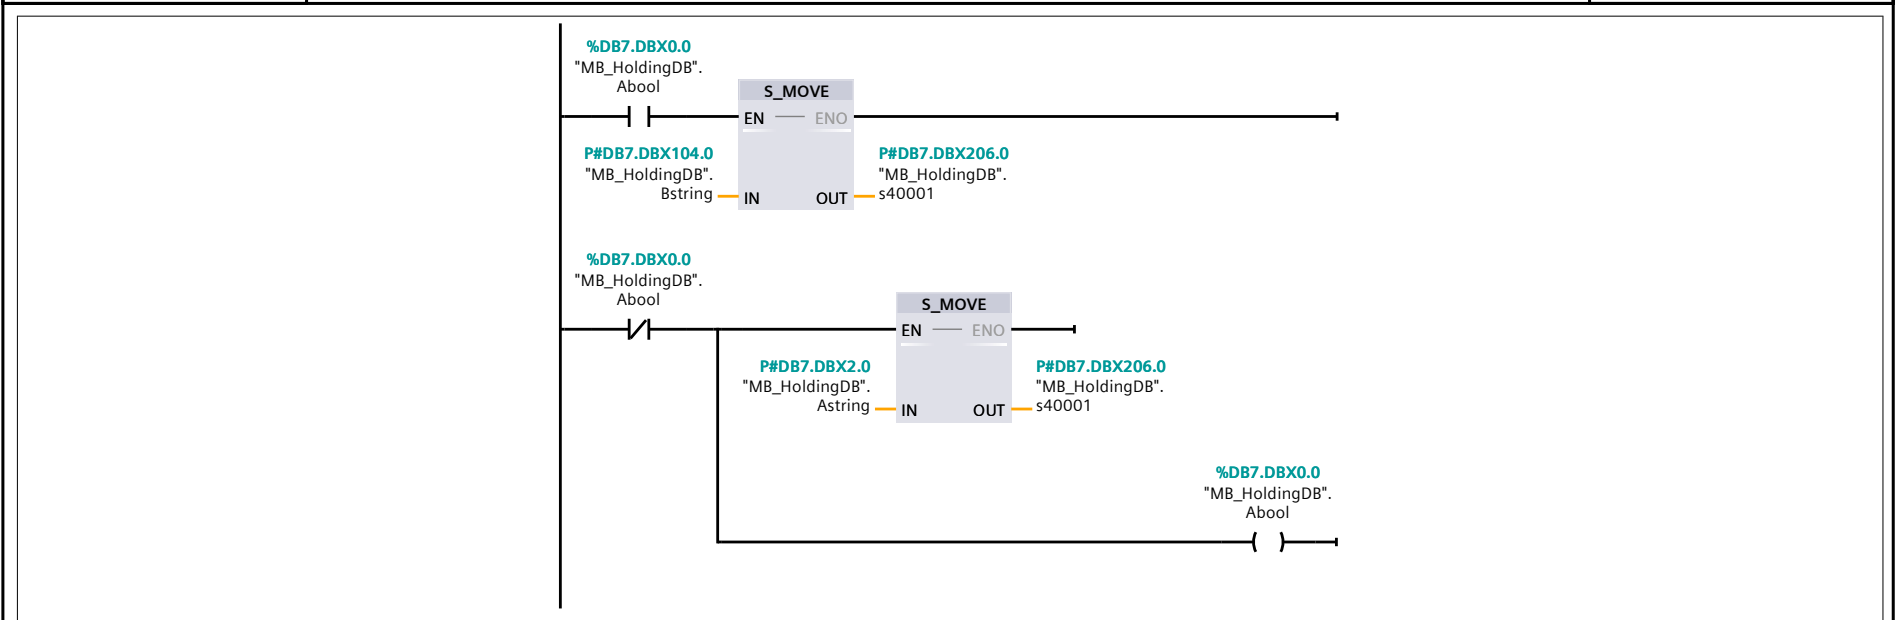 %DB7.DBX0.0
"MB_HoldingDB".
Abool
S_MOVE
EN
ENO
P#DB7.DBX104.0
"MB_HoldingDB".
Bstring
IN
OUT
P#DB7.DBX206.0
"MB_HoldingDB".
s40001
%DB7.DBX0.0
"MB_HoldingDB".
Abool
S_MOVE
EN
ENO
P#DB7.DBX2.0
"MB_HoldingDB".
Astring
IN
OUT
P#DB7.DBX206.0
"MB_HoldingDB".
s40001
%DB7.DBX0.0
"MB_HoldingDB".
Abool